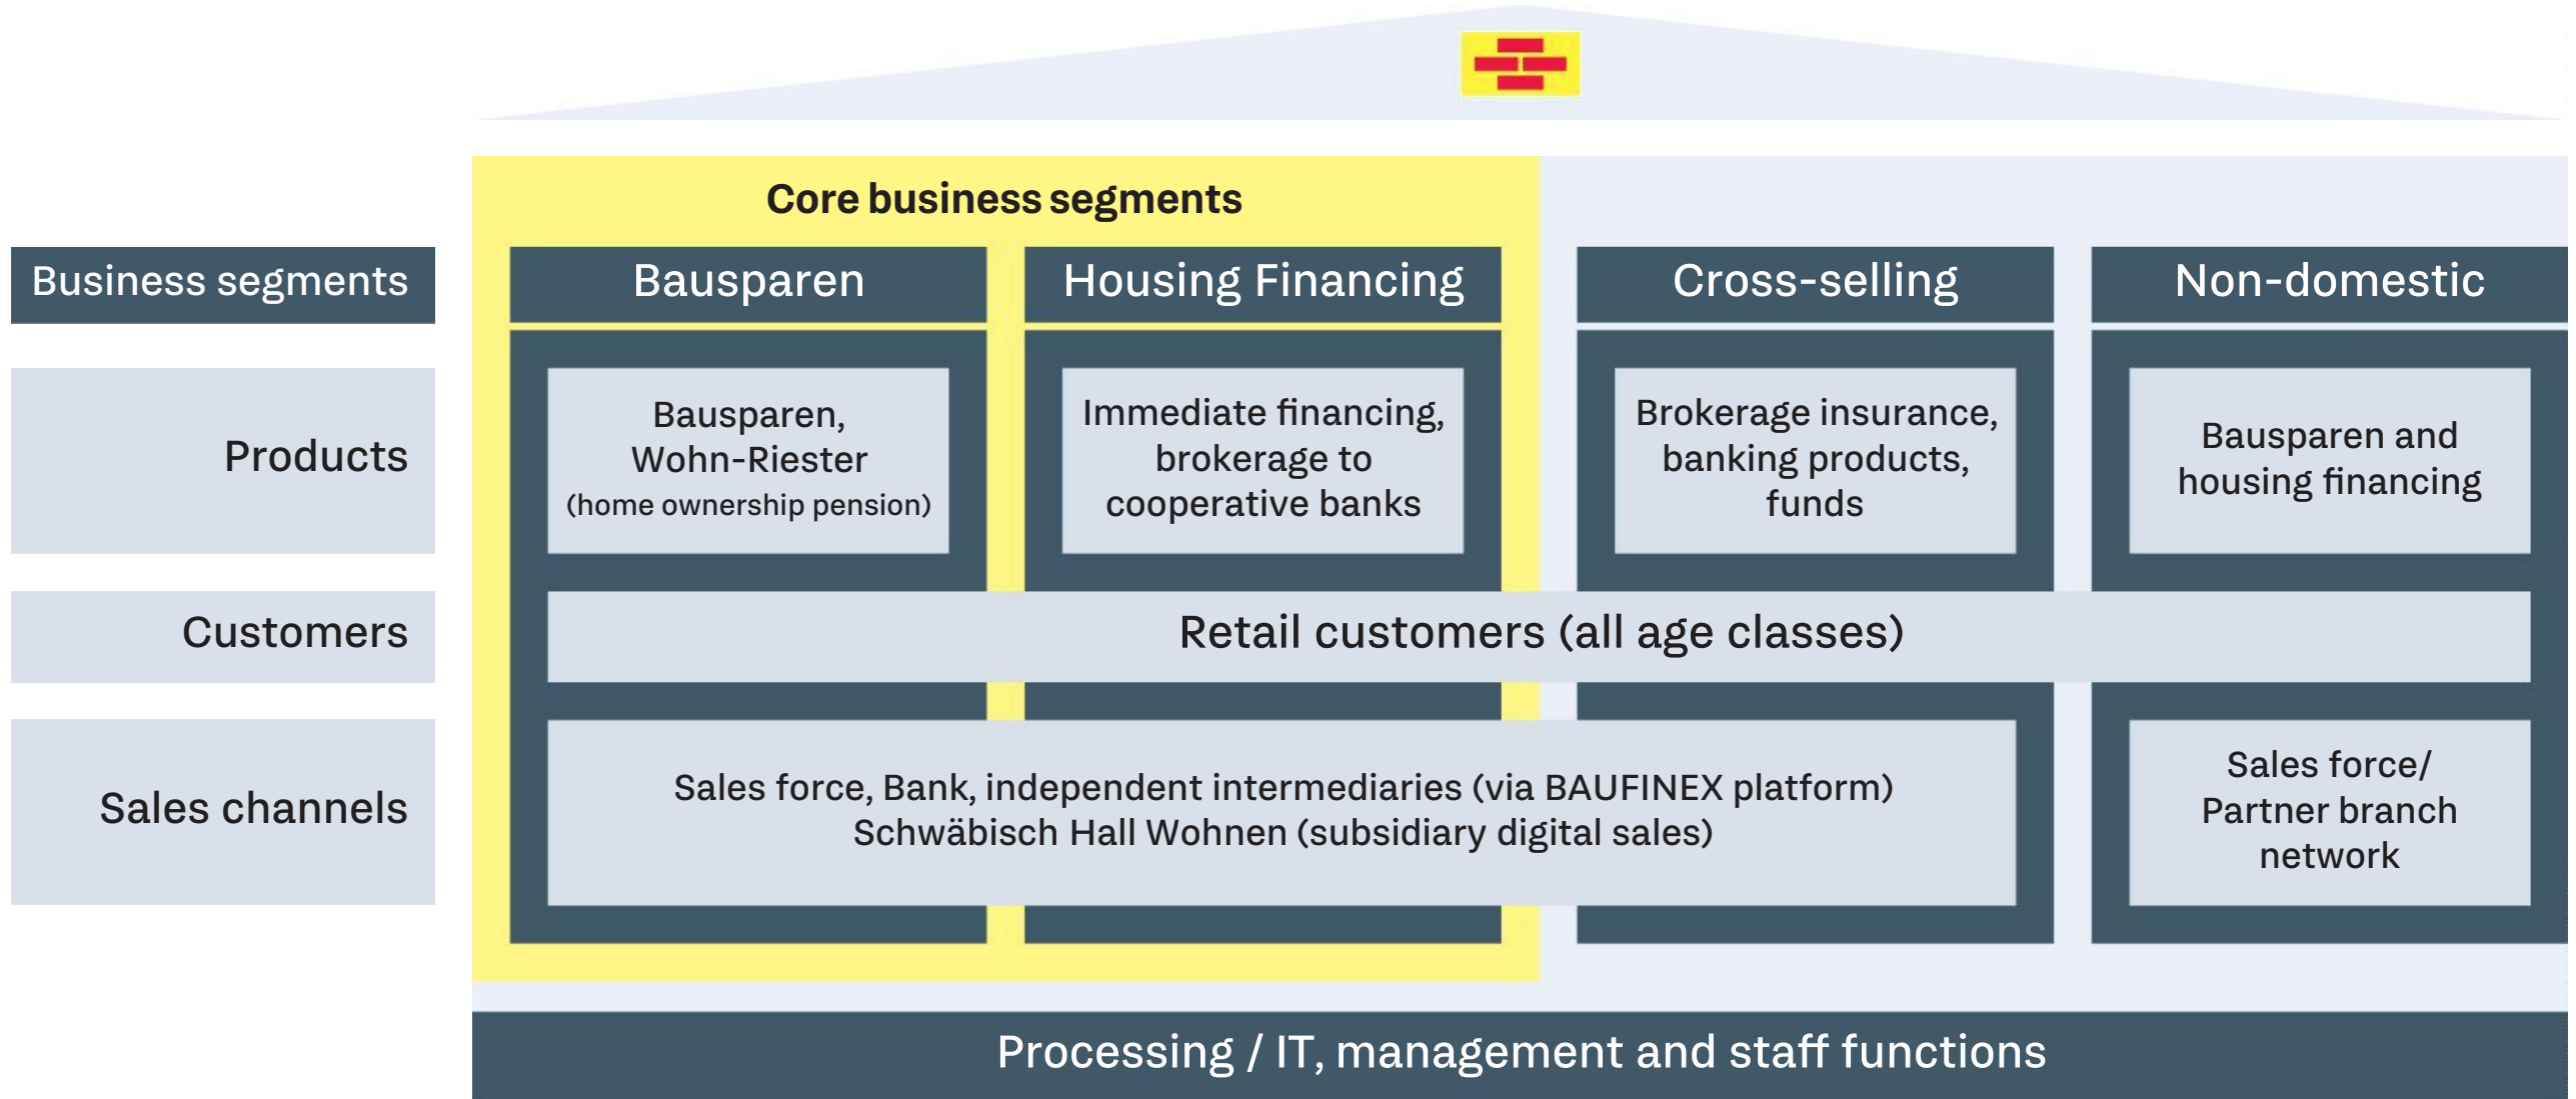 Core business segments
Business segments
Bausparen
Housing Financing
Cross-selling
Non-domestic
Products
Bausparen,
Wohn-Riester
(home ownership pension)
Immediate financing,
brokerage to
cooperative banks
Brokerage insurance,
banking products,
funds
Bausparen and
housing financing
Customers
Retail customers (all age classes)
Sales channels
Sales force, Bank, independent intermediaries (via BAUFINEX platform)
Schwäbisch Hall Wohnen (subsidiary digital sales)
Sales force/
Partner branch
network
Processing / IT, management and staff functions